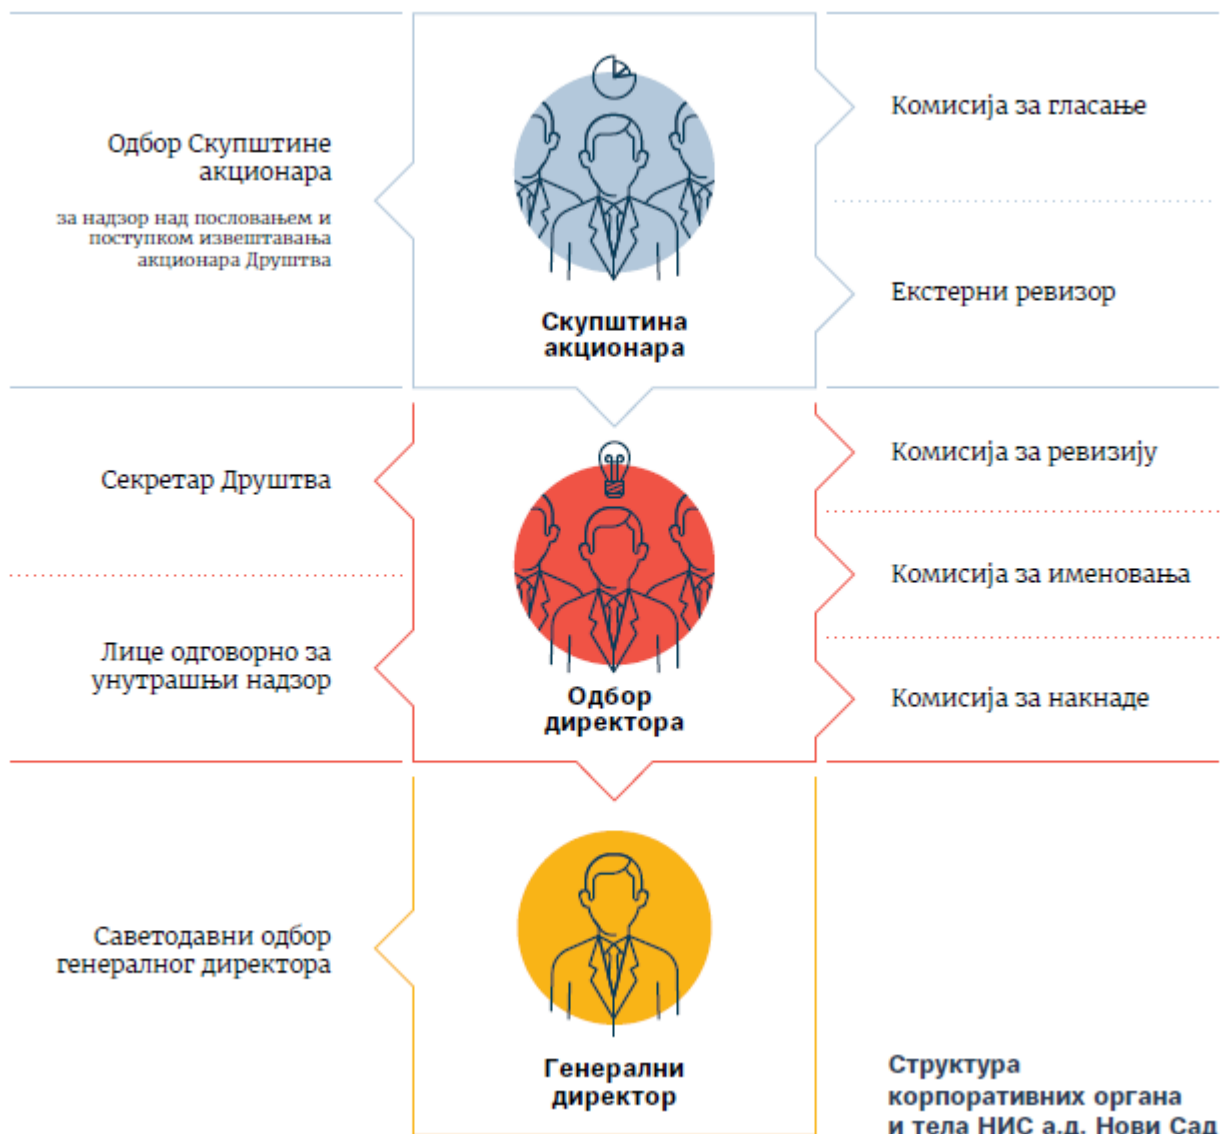 Одбор Скупштине
акционара
за надзор над пословањем и
поступком извештавања
акционара Друштва
Скупштина
акционара
Комисија за гласање
Екстерни ревизор
Секретар Друштва
Лице одговорно за
унутрашњи надзор
Одбор
директора
Комисија за ревизију
Комисија за именовања
Комисија за накнаде
Саветодавни одбор
генералног директора
Генерални
директор
Структура
корпоративних органа
и тела НИС а.д. Нови Сад